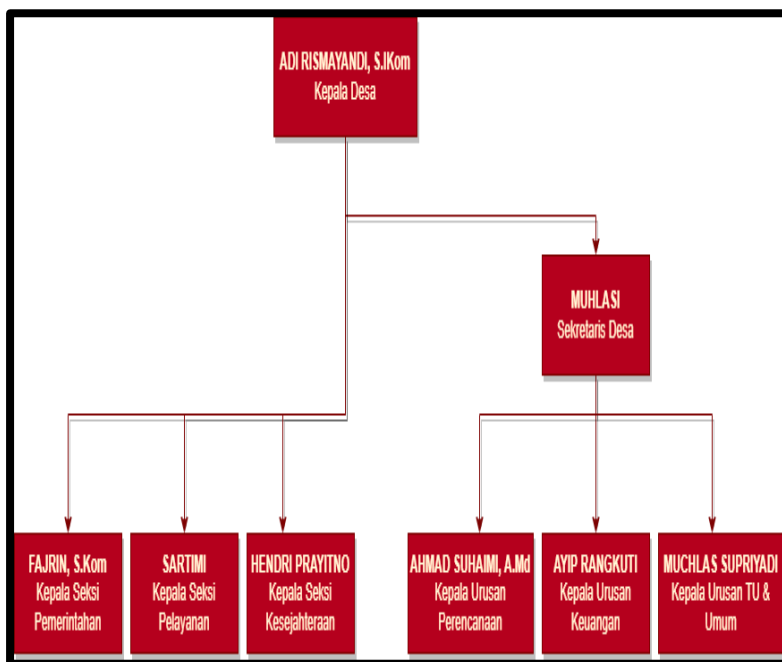 ADI RISMAYANDI, S.IKom
Kepala Desa
MUHLASI
Sekretaris Desa
FAJRIN, S.Kom
Kepala Seksi
Pemerintahan
SARTIMI
Kepala Seksi
Pelayanan
HENDRI PRAYITNO
Kepala Seksi
Kesejahteraan
AHMAD SUHAIMI, A.Md
Kepala Urusan
Perencanaan
AYIP RANGKUTI
Kepala Urusan
Keuangan
MUCHLAS SUPRIYADI
Kepala Urusan TU &
Umum